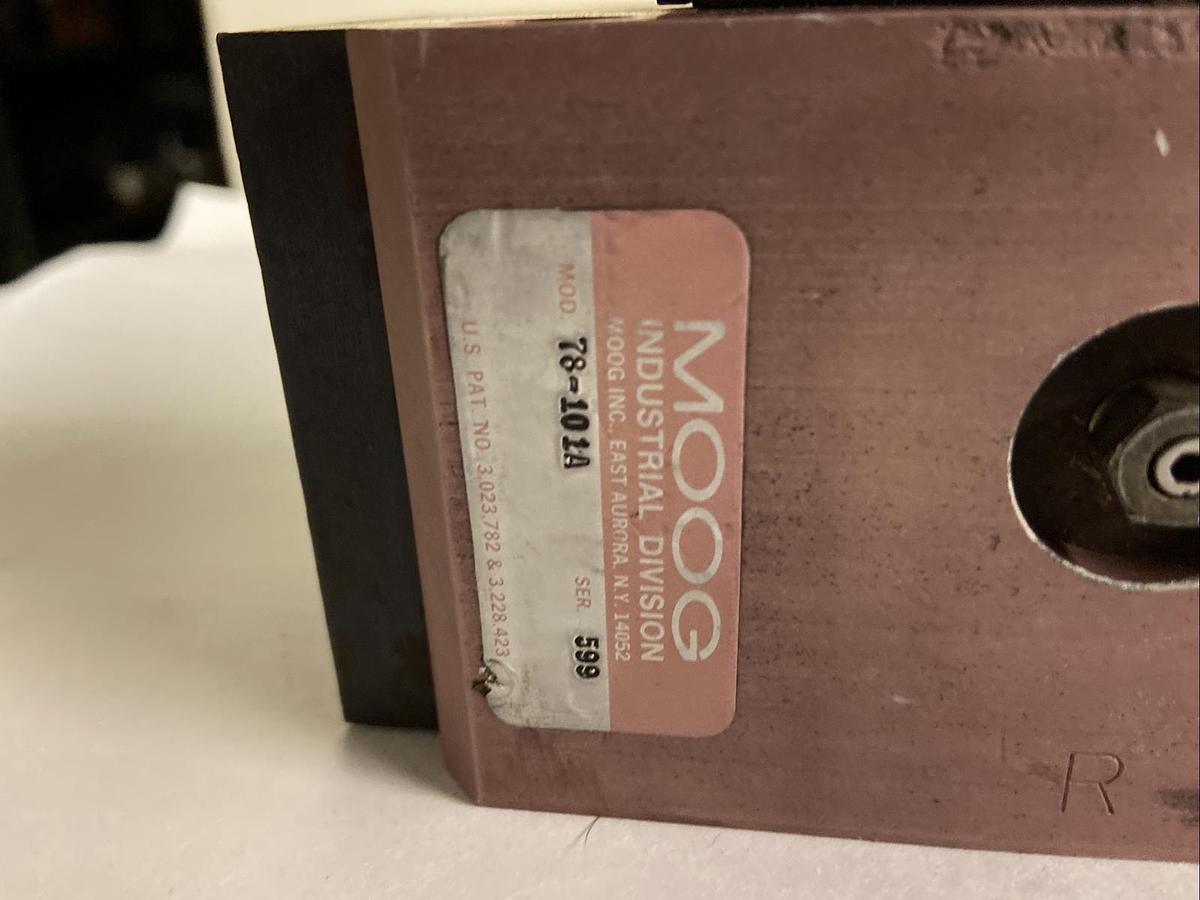 MOOG
INDUSTRIAL DIVISION
MOOG INC., EAST AURORA, N.Y. 14052
MOD. 78-101A SER. 599
U.S. PAT. NO. 3,023,782 & 3,228,423
R